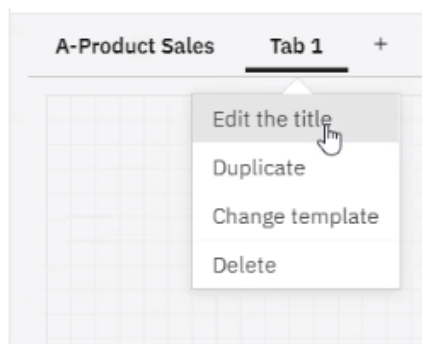 A-Product Sales Tab 1 +
Edit the title
Duplicate
Change template
Delete